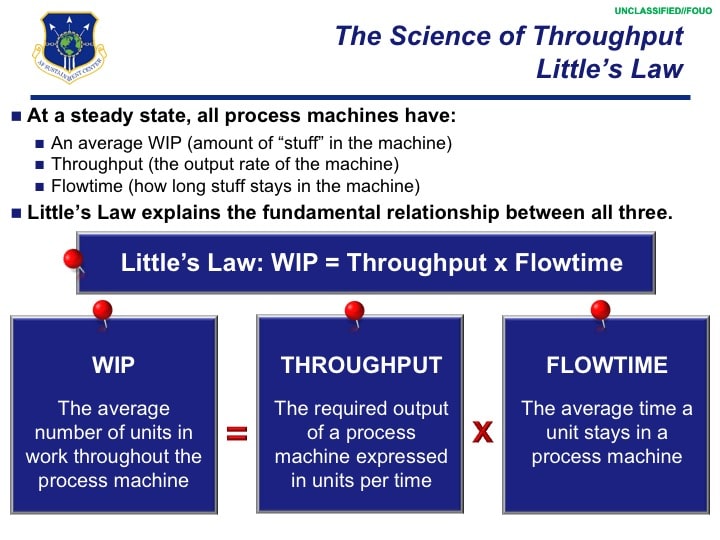 UNCLASSIFIED//FOUO
The Science of Throughput
Little's Law
AF SUSTAINMENT CENTER
At a steady state, all process machines have:
An average WIP (amount of “stuff” in the machine)
Throughput (the output rate of the machine)
Flowtime (how long stuff stays in the machine)
Little's Law explains the fundamental relationship between all three.
Little's Law: WIP = Throughput x Flowtime
WIP
The average
number of units in
work throughout the
process machine
=
THROUGHPUT
The required output
of a process
machine expressed
in units per time
x
FLOWTIME
The average time a
unit stays in a
process machine